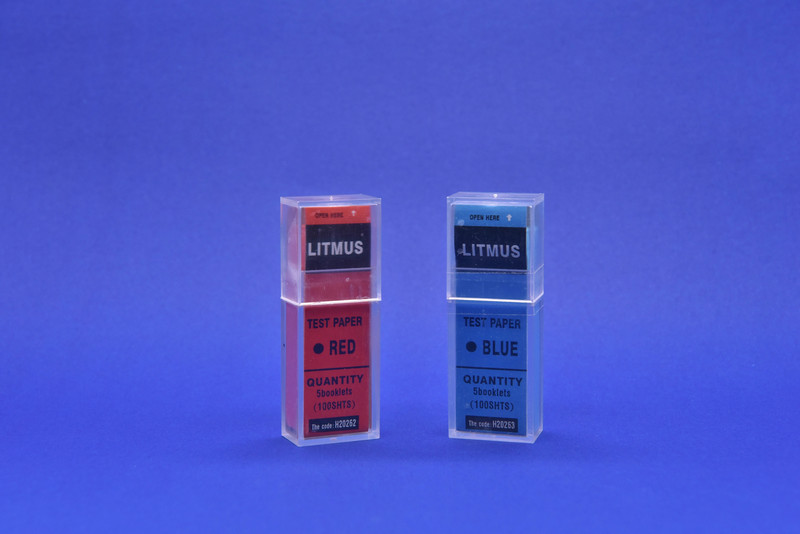 OPEN HERE
LITMUS
TEST PAPER
RED
QUANTITY
5booklets
(100SHTS)
The code: H20262
OPEN HERE
LITMUS
TEST PAPER
BLUE
QUANTITY
5booklets
(100SHTS)
The code: H20263